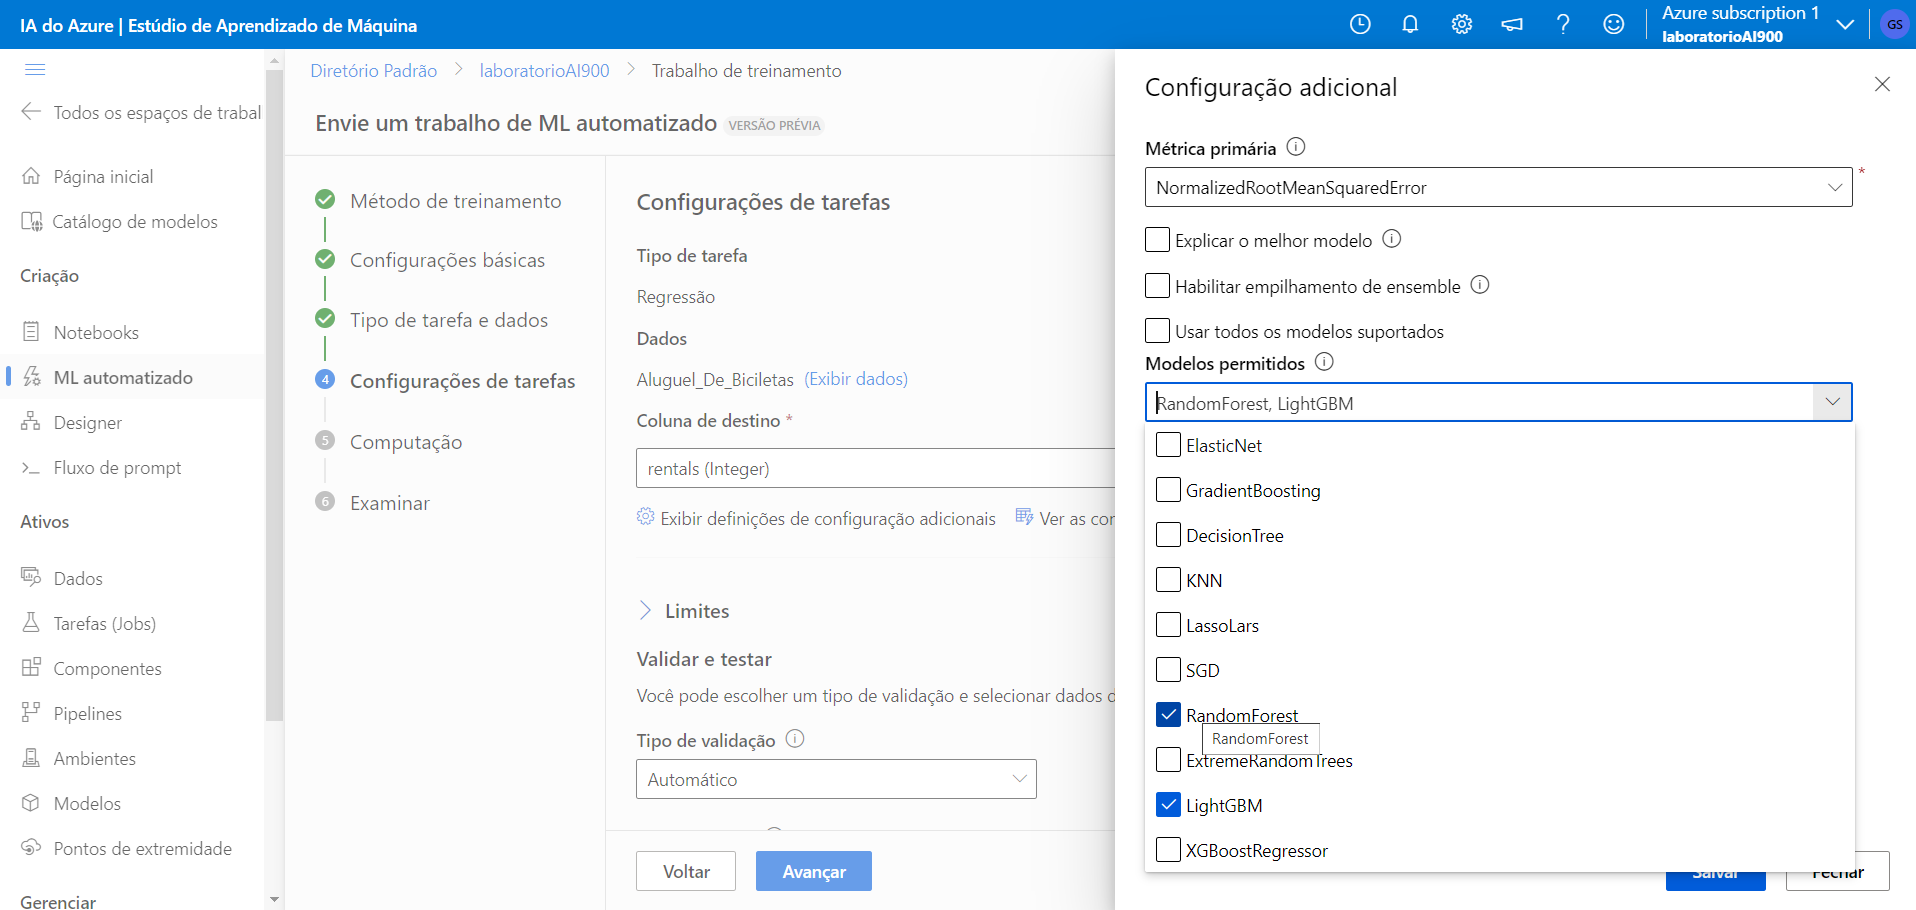 IA do Azure | Estúdio de Aprendizado de Máquina
Azure subscription 1
laboratorioAI900
GS
Todos os espaços de trabal
Página inicial
Catálogo de modelos
Criação
Notebooks
ML automatizado
Designer
Fluxo de prompt
Ativos
Dados
Tarefas (Jobs)
Componentes
Pipelines
Ambientes
Modelos
Pontos de extremidade
Gerenciar
Diretório Padrão > laboratorioAI900 > Trabalho de treinamento
Envie um trabalho de ML automatizado VERSÃO PRÉVIA
Método de treinamento
Configurações básicas
Tipo de tarefa e dados
4 Configurações de tarefas
5 Computação
6 Examinar
Configurações de tarefas
Tipo de tarefa
Regressão
Dados
Aluguel_De_Biciletas (Exibir dados)
Coluna de destino *
rentals (Integer)
Exibir definições de configuração adicionais Ver as cor
Limites
Validar e testar
Você pode escolher um tipo de validação e selecionar dados d
Tipo de validação
Automático
Voltar
Avançar
Configuração adicional
Métrica primária
NormalizedRootMeanSquaredError *
Explicar o melhor modelo
Habilitar empilhamento de ensemble
Usar todos os modelos suportados
Modelos permitidos
RandomForest, LightGBM
ElasticNet
GradientBoosting
DecisionTree
KNN
LassoLars
SGD
RandomForest
RandomForest
ExtremeRandomTrees
LightGBM
XGBoostRegressor
Salvar
Fechar